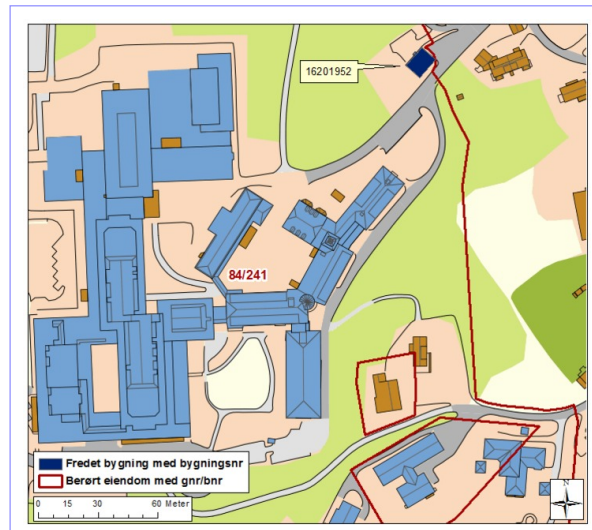 16201952
84/241
Fredet bygning med bygningsnr
Berørt eiendom med gnr/bnr
0 15 30 60 Meter
N